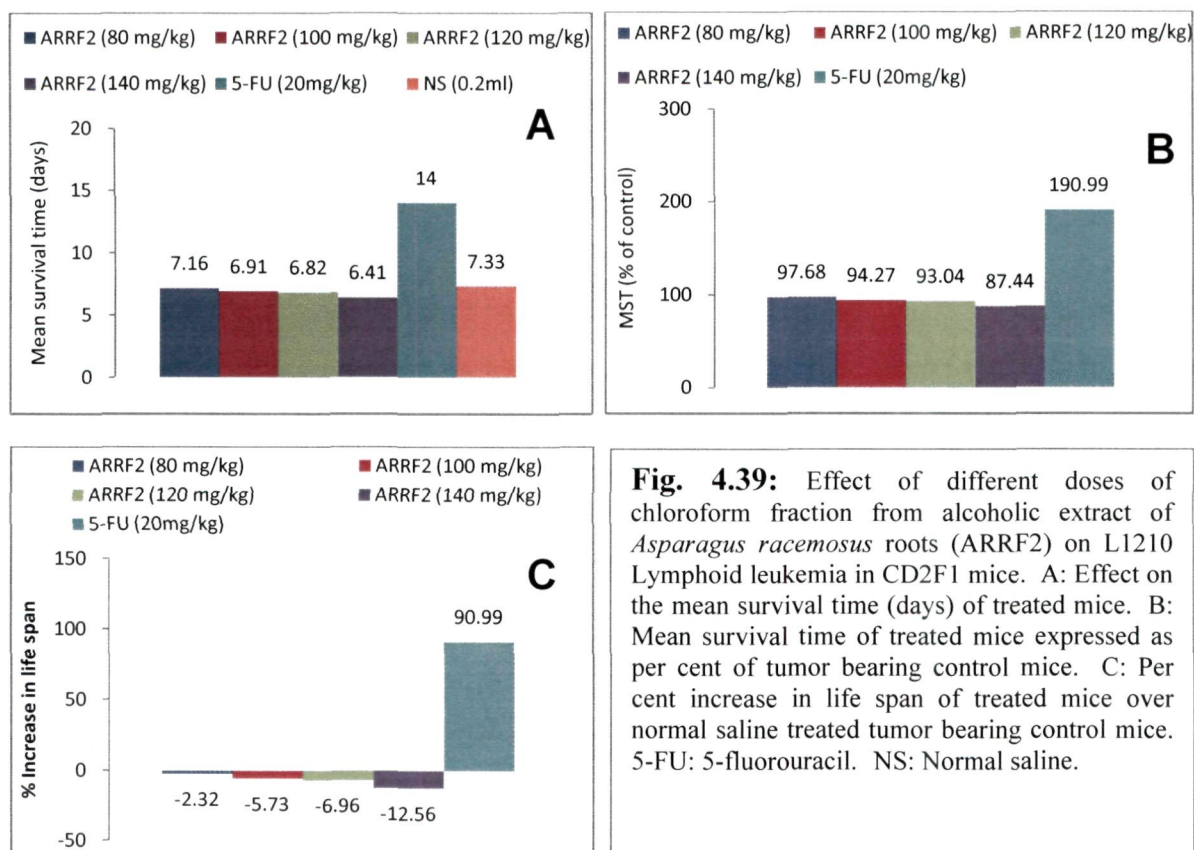 ARRF2 (80 mg/kg) ARRF2 (100 mg/kg) ARRF2 (120 mg/kg)
ARRF2 (140 mg/kg) 5-FU (20mg/kg) NS (0.2ml)
A
Mean survival time (days)
20
15
10
5
0
7.16
6.91
6.82
6.41
14
7.33
ARRF2 (80 mg/kg) ARRF2 (100 mg/kg) ARRF2 (120 mg/kg)
ARRF2 (140 mg/kg) 5-FU (20mg/kg)
B
MST (% of control)
300
200
100
0
97.68
94.27
93.04
87.44
190.99
ARRF2 (80 mg/kg) ARRF2 (100 mg/kg)
ARRF2 (120 mg/kg) ARRF2 (140 mg/kg)
5-FU (20mg/kg)
C
% Increase in life span
150
100
50
0
-50
-2.32
-5.73
-6.96
-12.56
90.99
Fig. 4.39: Effect of different doses of
chloroform fraction from alcoholic extract of
Asparagus racemosus roots (ARRF2) on L1210
Lymphoid leukemia in CD2F1 mice. A: Effect on
the mean survival time (days) of treated mice. B:
Mean survival time of treated mice expressed as
per cent of tumor bearing control mice. C: Per
cent increase in life span of treated mice over
normal saline treated tumor bearing control mice.
5-FU: 5-fluorouracil. NS: Normal saline.